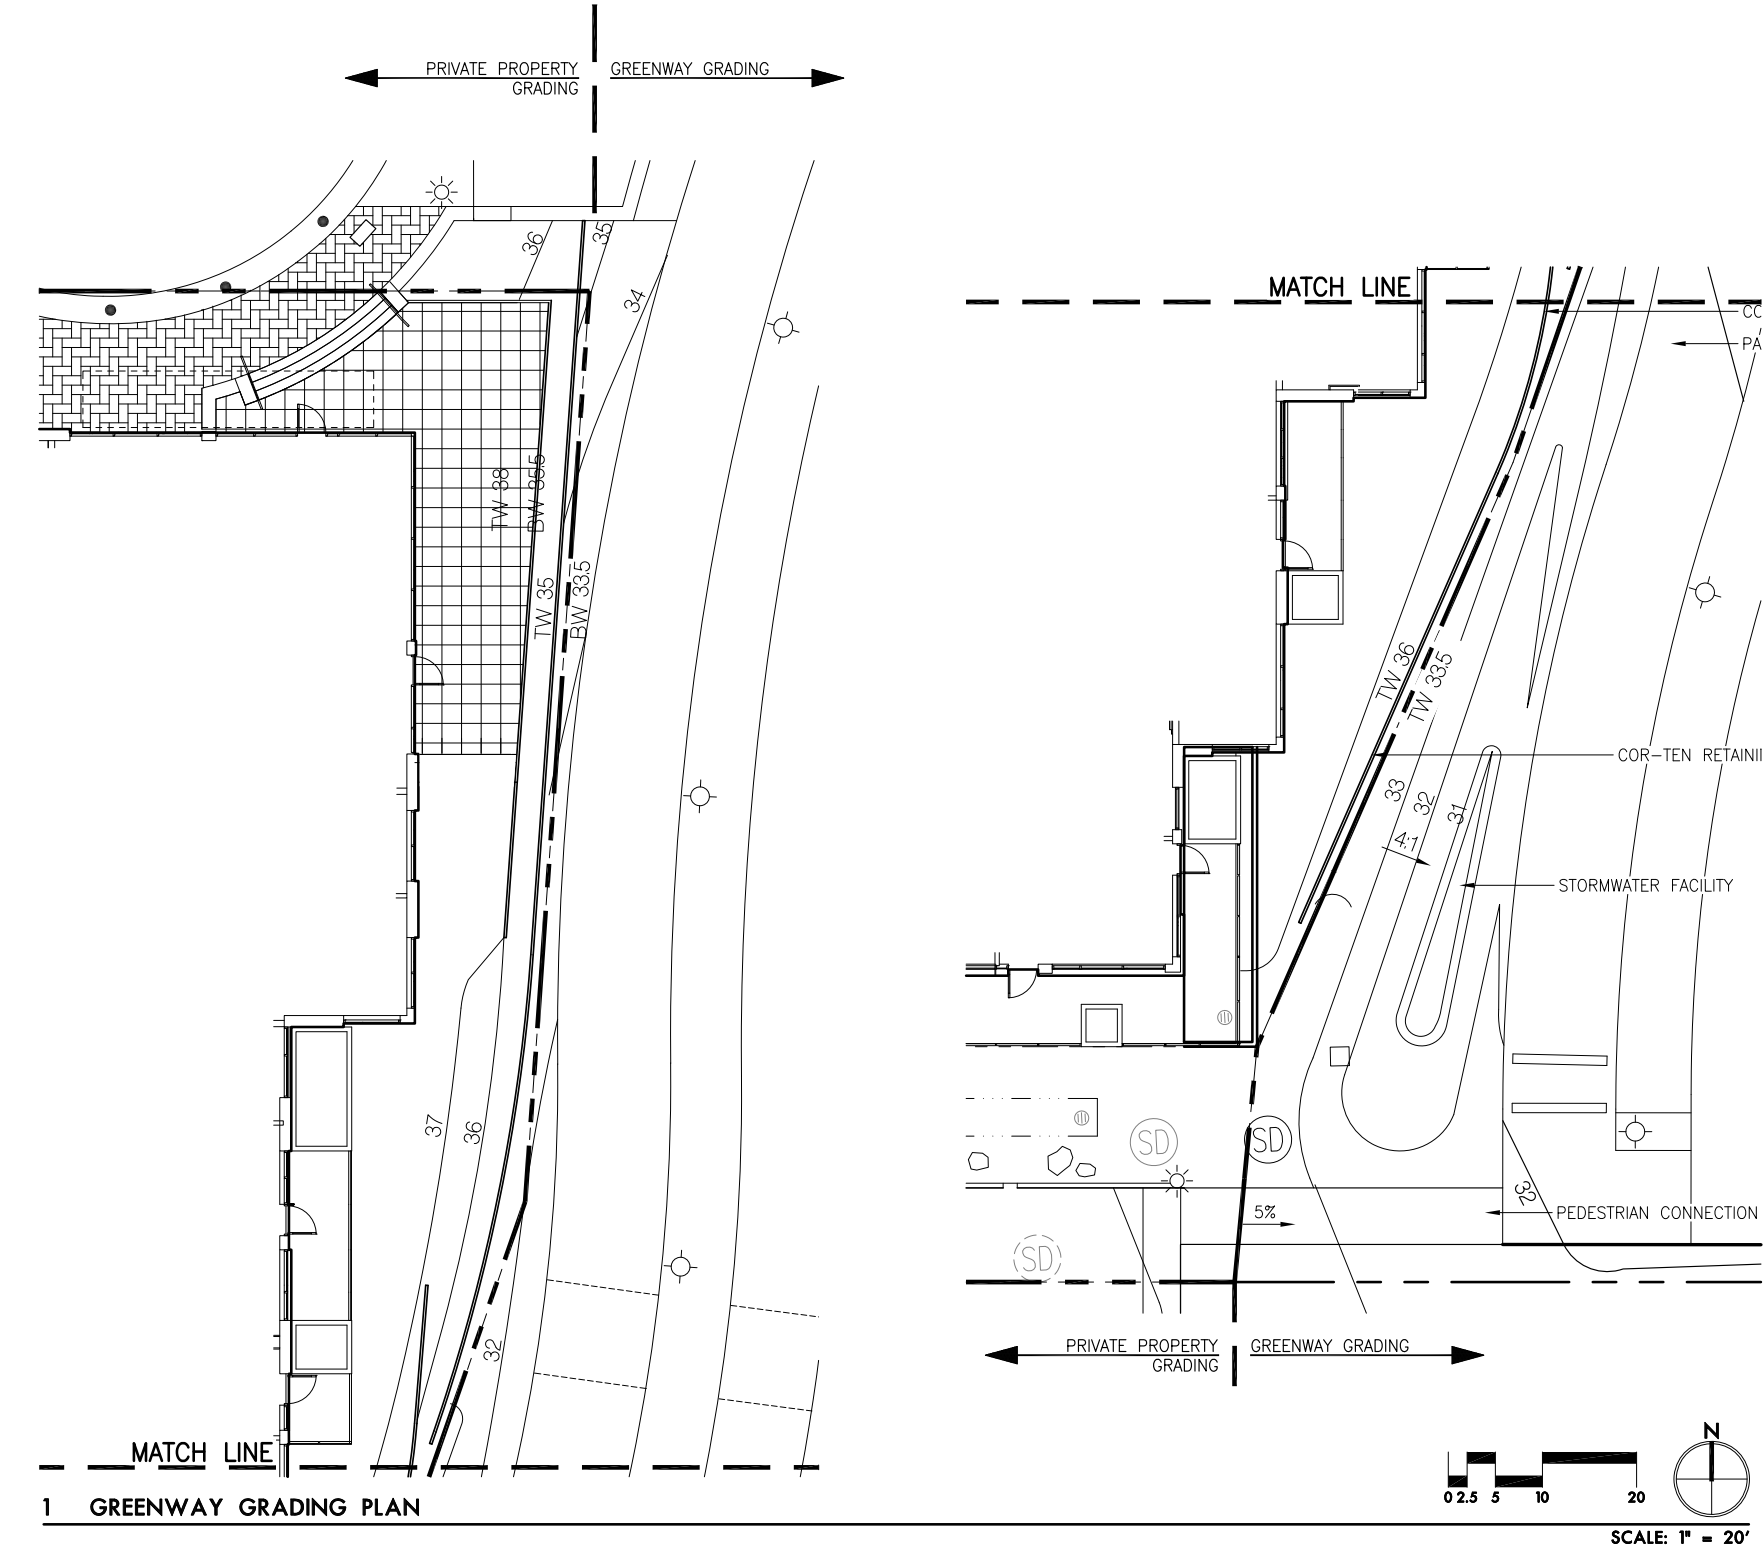 PRIVATE PROPERTY
GRADING
GREENWAY GRADING
36
35
34
TW 38
BW 35.5
TW 35
BW 33.5
37
36
32
MATCH LINE
MATCH LINE
CO
PA
TW 36
TW 33.5
COR-TEN RETAINI
33
32
31
4:1
STORMWATER FACILITY
SD
SD
32
5%
PEDESTRIAN CONNECTION
SD
PRIVATE PROPERTY
GRADING
GREENWAY GRADING
N
0 2.5 5 10 20
1 GREENWAY GRADING PLAN
SCALE: 1" = 20'